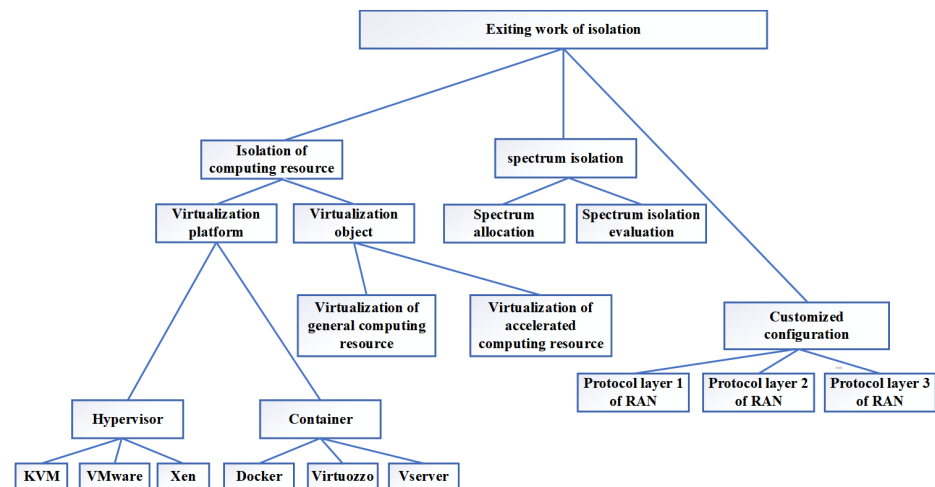 Exiting work of isolation
Isolation of
computing resource
spectrum isolation
Virtualization
platform
Virtualization
object
Spectrum
allocation
Spectrum isolation
evaluation
Virtualization of
general computing
resource
Virtualization of
accelerated computing
resource
Customized
configuration
Protocol layer 1
of RAN
Protocol layer 2
of RAN
Protocol layer 3
of RAN
Hypervisor
Container
KVM
VMware
Xen
Docker
Virtuozzo
Vserver